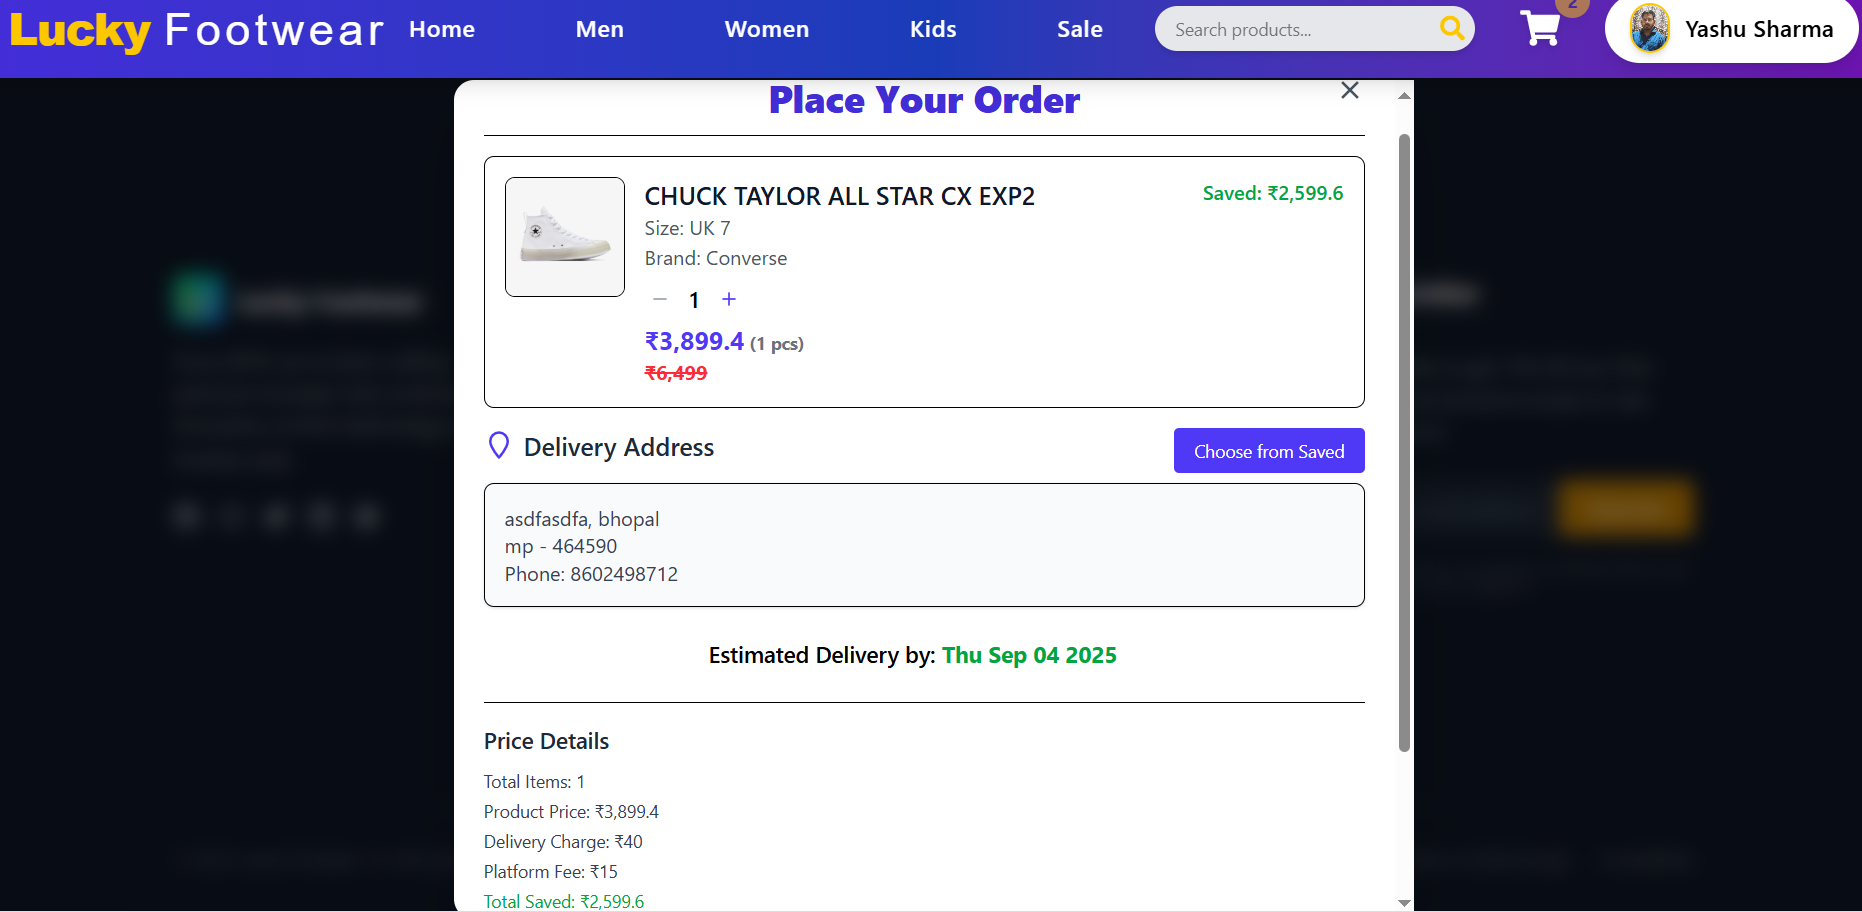 Lucky Footwear Home Men Women Kids Sale Search products... 2 Yashu Sharma
Place Your Order
CHUCK TAYLOR ALL STAR CX EXP2
Saved: ₹2,599.6
Size: UK 7
Brand: Converse
− 1 +
₹3,899.4 (1 pcs)
₹6,499
Delivery Address
Choose from Saved
asdfasdfa, bhopal
mp - 464590
Phone: 8602498712
Estimated Delivery by: Thu Sep 04 2025
Price Details
Total Items: 1
Product Price: ₹3,899.4
Delivery Charge: ₹40
Platform Fee: ₹15
Total Saved: ₹2,599.6